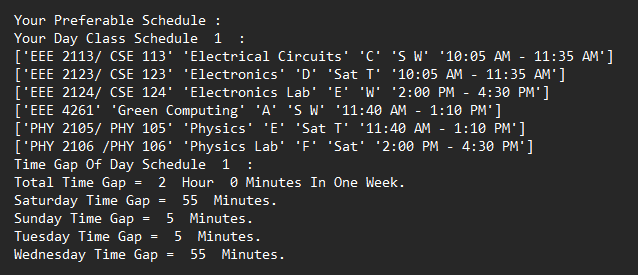 Your Preferable Schedule :
Your Day Class Schedule  1  :
['EEE 2113/ CSE 113' 'Electrical Circuits' 'C' 'S W' '10:05 AM - 11:35 AM']
['EEE 2123/ CSE 123' 'Electronics' 'D' 'Sat T' '10:05 AM - 11:35 AM']
['EEE 2124/ CSE 124' 'Electronics Lab' 'E' 'W' '2:00 PM - 4:30 PM']
['EEE 4261' 'Green Computing' 'A' 'S W' '11:40 AM - 1:10 PM']
['PHY 2105/ PHY 105' 'Physics' 'E' 'Sat T' '11:40 AM - 1:10 PM']
['PHY 2106 /PHY 106' 'Physics Lab' 'F' 'Sat' '2:00 PM - 4:30 PM']
Time Gap Of Day Schedule  1  :
Total Time Gap =  2  Hour  0 Minutes In One Week.
Saturday Time Gap =  55  Minutes.
Sunday Time Gap =  5  Minutes.
Tuesday Time Gap =  5  Minutes.
Wednesday Time Gap =  55  Minutes.